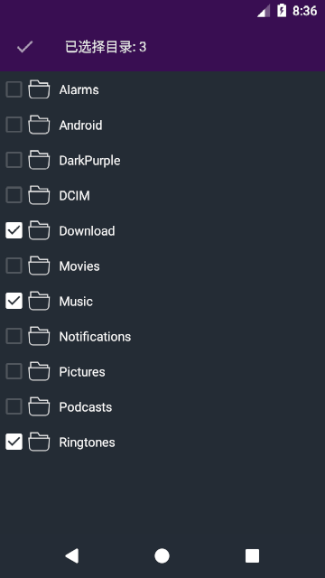 8:36
已选择目录: 3
Alarms
Android
DarkPurple
DCIM
Download
Movies
Music
Notifications
Pictures
Podcasts
Ringtones